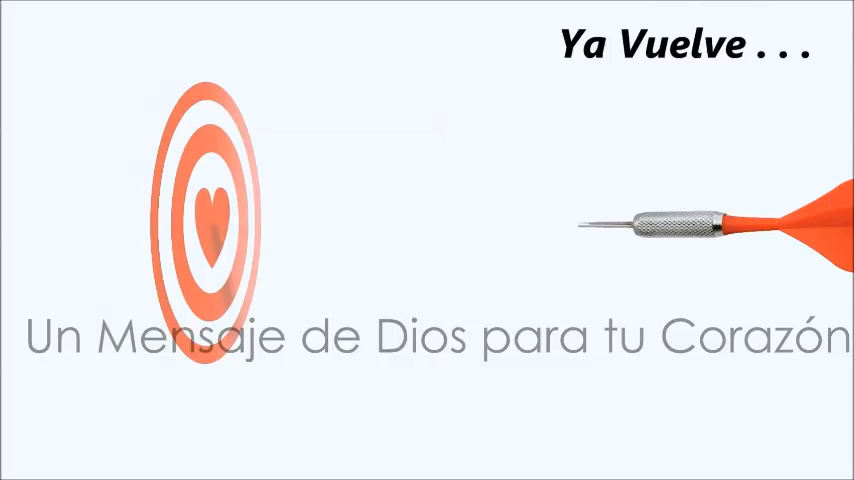 Ya Vuelve . . .
Un Mensaje de Dios para tu Corazón